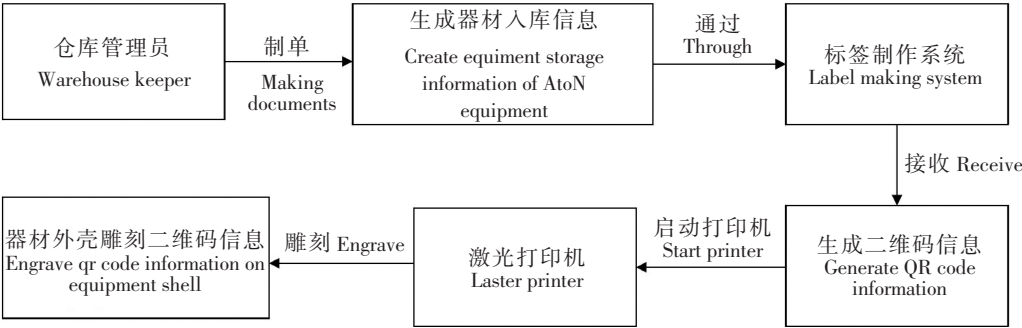 仓库管理员
Warehouse keeper
制单
Making
documents
生成器材入库信息
Create equiment storage
information of AtoN
equipment
通过
Through
标签制作系统
Label making system
接收 Receive
生成二维码信息
Generate QR code
information
启动打印机
Start printer
激光打印机
Laster printer
雕刻 Engrave
器材外壳雕刻二维码信息
Engrave qr code information on
equipment shell